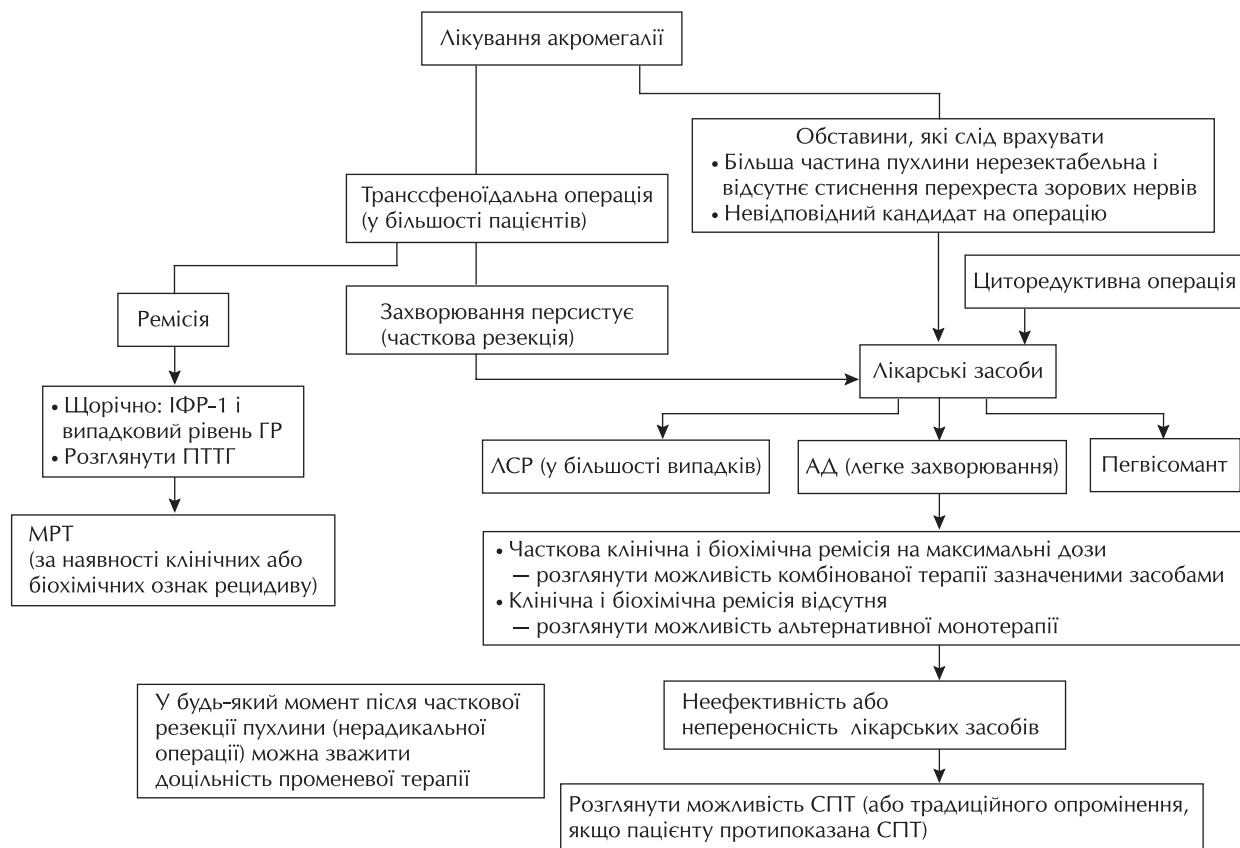 Лікування акромегалії
Обставини, які слід врахувати
• Більша частина пухлини нерезектабельна і
відсутнє стиснення перехреста зорових нервів
• Невідповідний кандидат на операцію
Транссфеноїдальна операція
(у більшості пацієнтів)
Циторедуктивна операція
Ремісія
Захворювання персистує
(часткова резекція)
Лікарські засоби
• Щорічно: ІФР-1 і
випадковий рівень ГР
• Розглянути ПТТГ
ЛСР (у більшості випадків)
АД (легке захворювання)
Пегвісомант
МРТ
(за наявності клінічних або
біохімічних ознак рецидиву)
• Часткова клінічна і біохімічна ремісія на максимальні дози
— розглянути можливість комбінованої терапії зазначеними засобами
• Клінічна і біохімічна ремісія відсутня
— розглянути можливість альтернативної монотерапії
У будь-який момент після часткової
резекції пухлини (нерадикальної
операції) можна зважити
доцільність променевої терапії
Неефективність або
непереносність лікарських засобів
Розглянути можливість СПТ (або традиційного опромінення,
якщо пацієнту протипоказана СПТ)